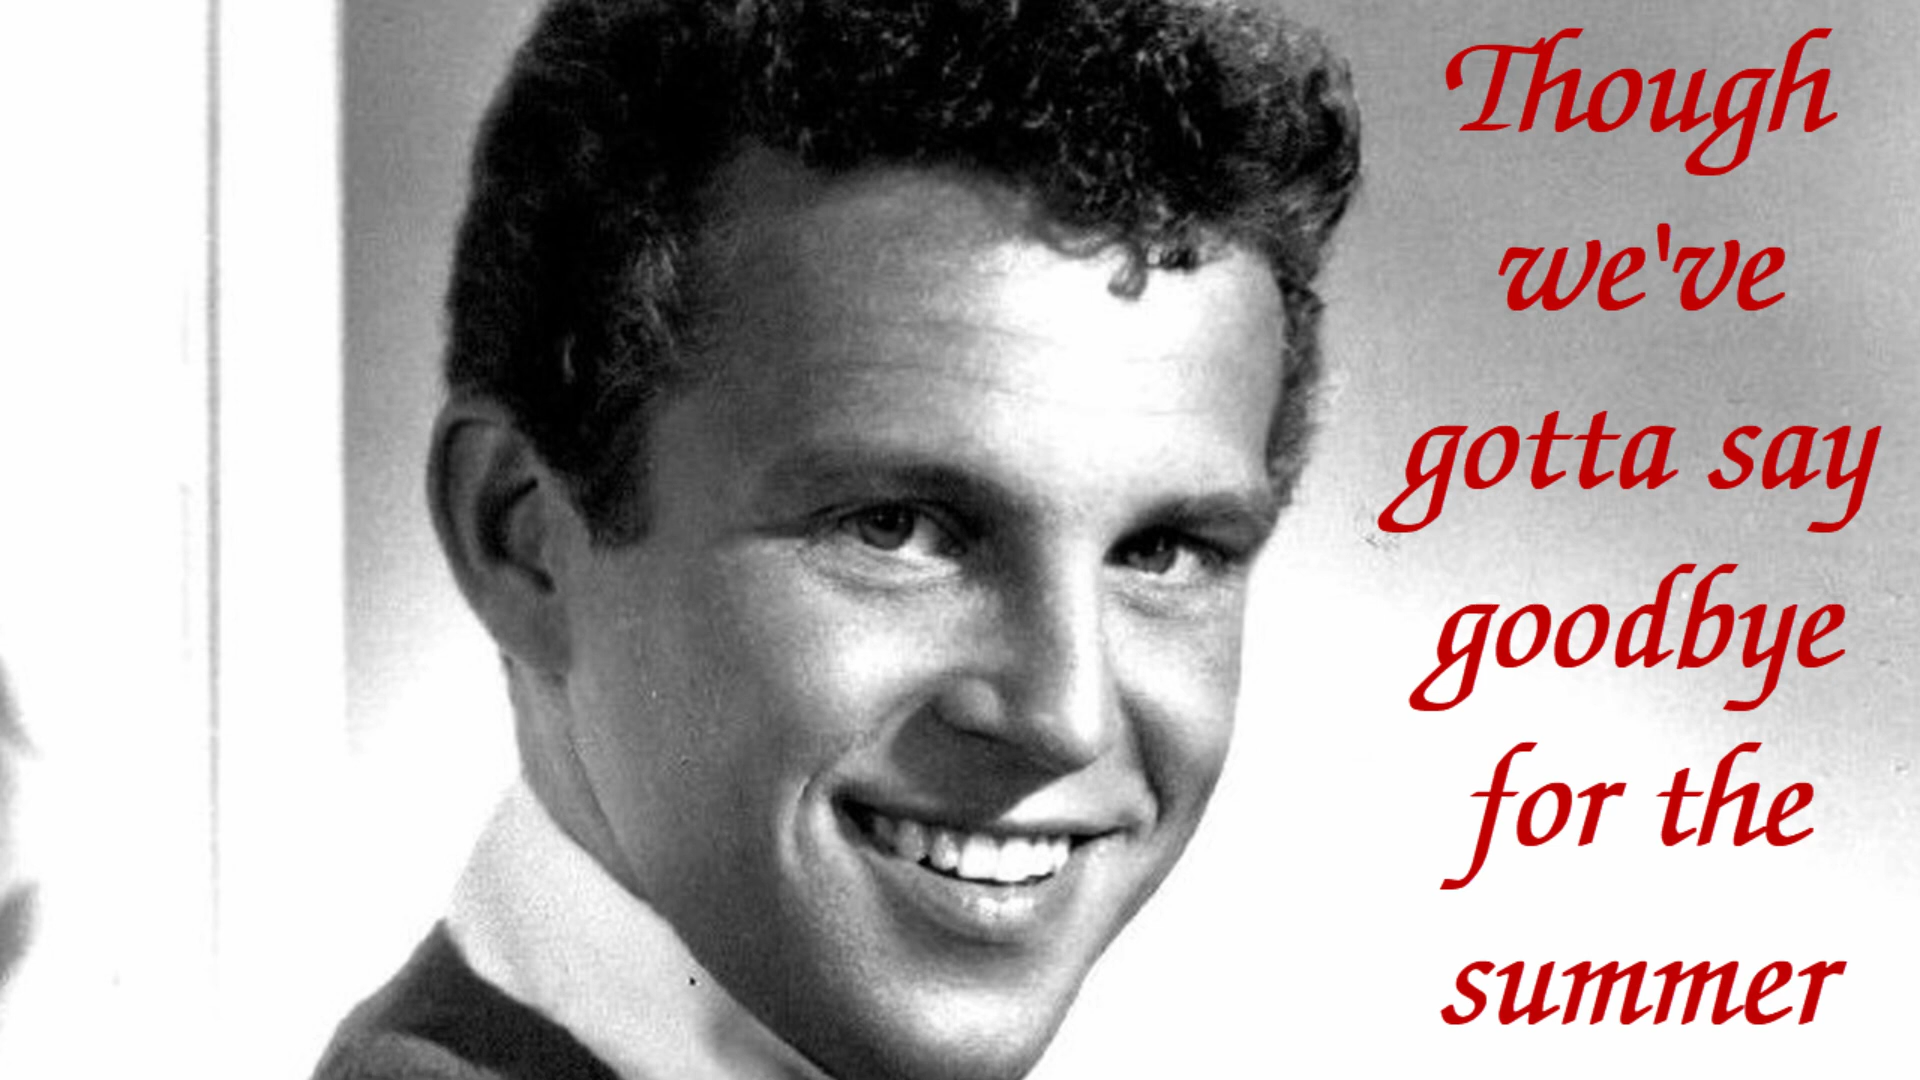 Though
we've
gotta say
goodbye
for the
summer